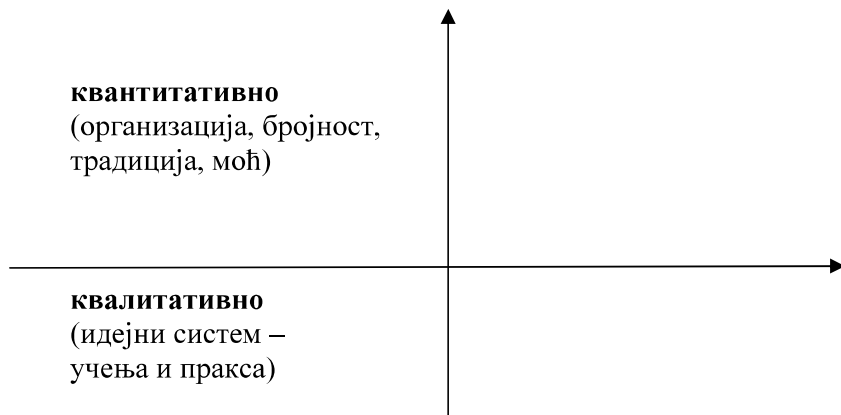 квантитативно
(организација, бројност,
традиција, моћ)
квалитативно
(идејни систем –
учења и пракса)